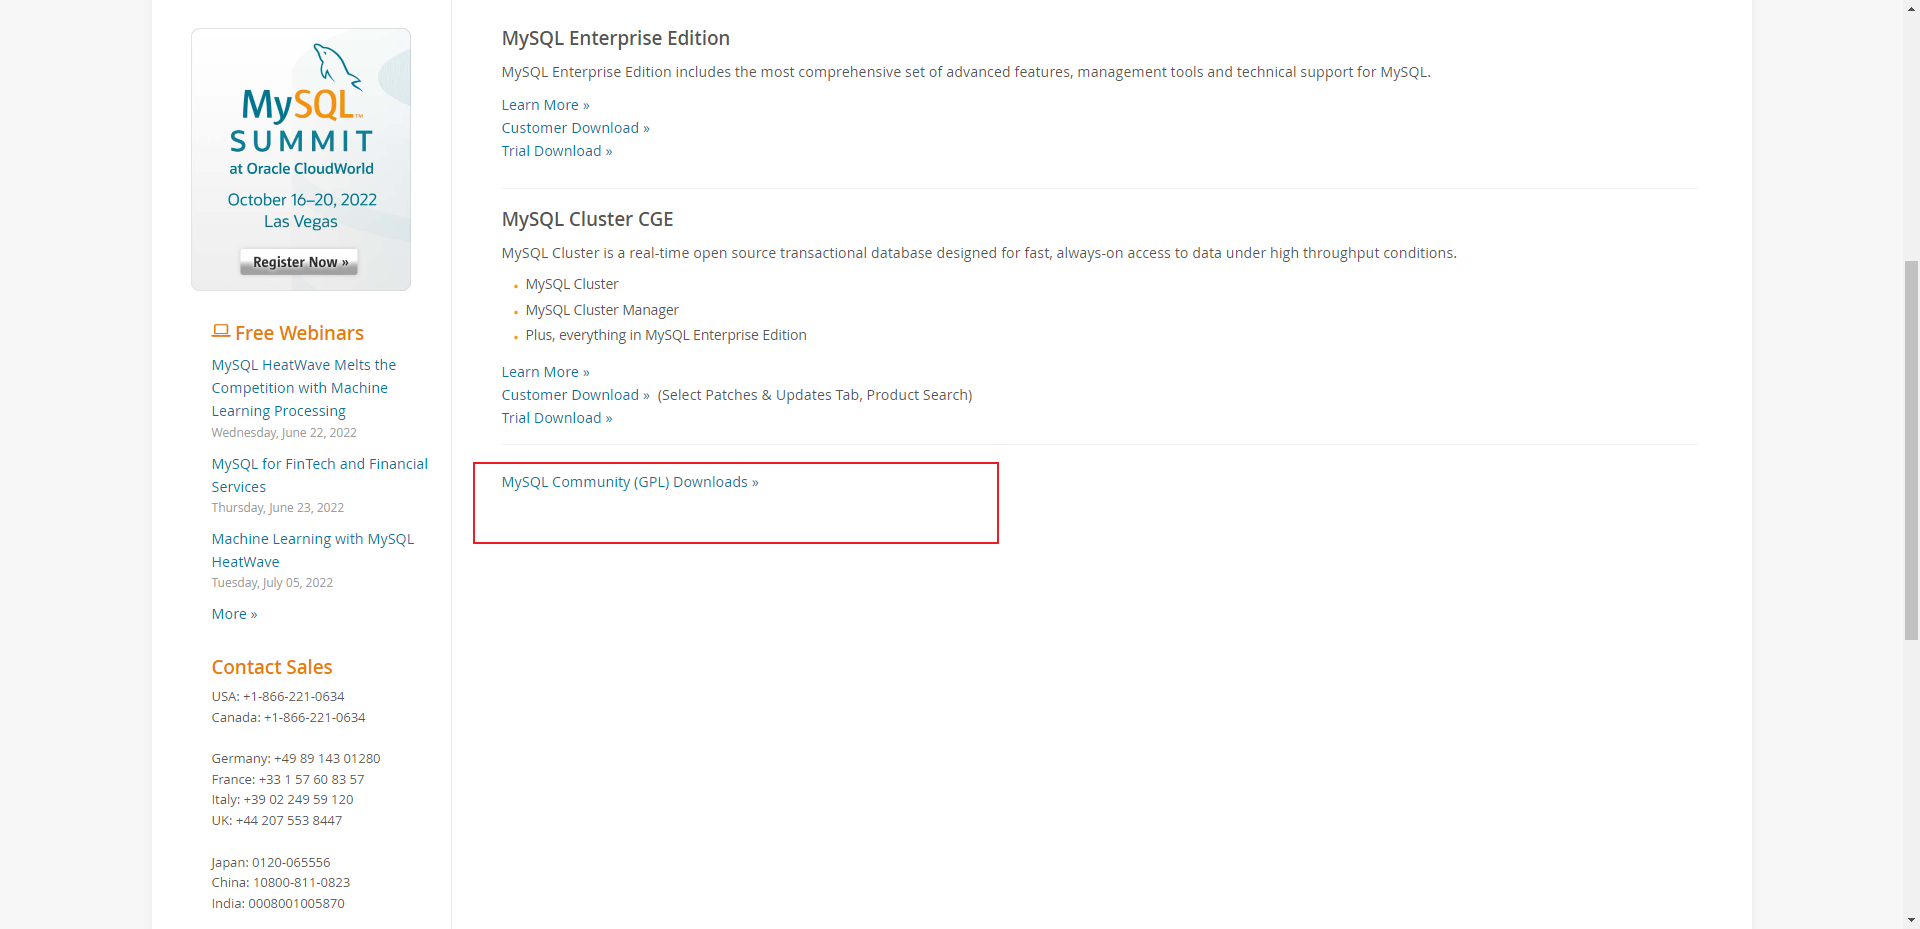 MySQL™
SUMMIT
at Oracle CloudWorld
October 16–20, 2022
Las Vegas
Register Now »
Free Webinars
MySQL HeatWave Melts the
Competition with Machine
Learning Processing
Wednesday, June 22, 2022
MySQL for FinTech and Financial
Services
Thursday, June 23, 2022
Machine Learning with MySQL
HeatWave
Tuesday, July 05, 2022
More »
Contact Sales
USA: +1-866-221-0634
Canada: +1-866-221-0634
Germany: +49 89 143 01280
France: +33 1 57 60 83 57
Italy: +39 02 249 59 120
UK: +44 207 553 8447
Japan: 0120-065556
China: 10800-811-0823
India: 0008001005870
MySQL Enterprise Edition
MySQL Enterprise Edition includes the most comprehensive set of advanced features, management tools and technical support for MySQL.
Learn More »
Customer Download »
Trial Download »
MySQL Cluster CGE
MySQL Cluster is a real-time open source transactional database designed for fast, always-on access to data under high throughput conditions.
• MySQL Cluster
• MySQL Cluster Manager
• Plus, everything in MySQL Enterprise Edition
Learn More »
Customer Download » (Select Patches & Updates Tab, Product Search)
Trial Download »
MySQL Community (GPL) Downloads »